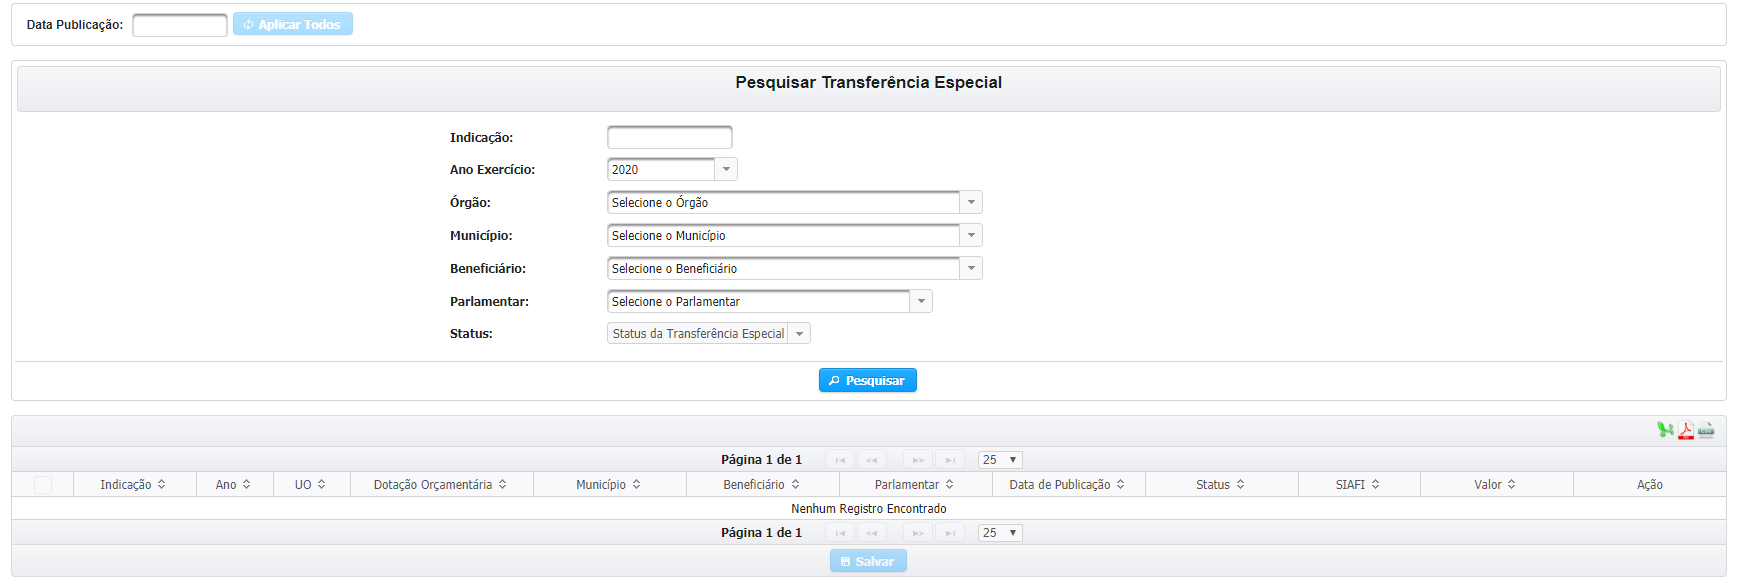 Data Publicação: Aplicar Todos
Pesquisar Transferência Especial
Indicação:
Ano Exercício: 2020
Órgão: Selecione o Órgão
Município: Selecione o Município
Beneficiário: Selecione o Beneficiário
Parlamentar: Selecione o Parlamentar
Status: Status da Transferência Especial
Pesquisar
Página 1 de 1 25
Indicação Ano UO Dotação Orçamentária Município Beneficiário Parlamentar Data de Publicação Status SIAFI Valor Ação
Nenhum Registro Encontrado
Página 1 de 1 25
Salvar